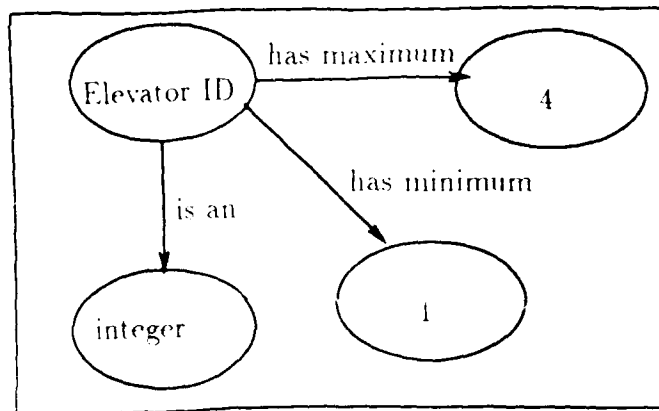 has maximum
Elevator ID
4
has minimum
is an
integer
1